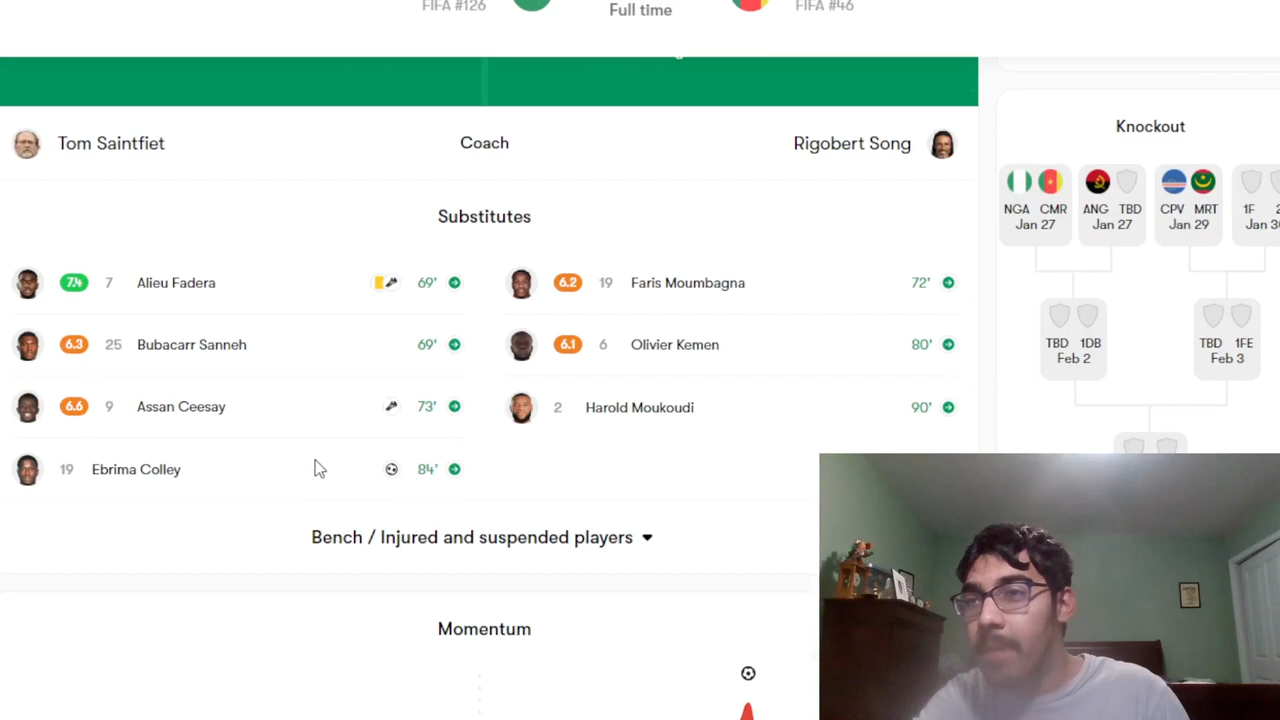 FIFA #126
Full time
FIFA #46
Tom Saintfiet
Coach
Rigobert Song
Substitutes
7.4 7 Alieu Fadera 69'
6.3 25 Bubacarr Sanneh 69'
6.6 9 Assan Ceesay 73'
19 Ebrima Colley 84'
6.2 19 Faris Moumbagna 72'
6.1 6 Olivier Kemen 80'
2 Harold Moukoudi 90'
Bench / Injured and suspended players
Momentum
Knockout
NGA CMR
Jan 27
ANG TBD
Jan 27
CPV MRT
Jan 29
1F
Jan 30
TBD 1DB
Feb 2
TBD 1FE
Feb 3